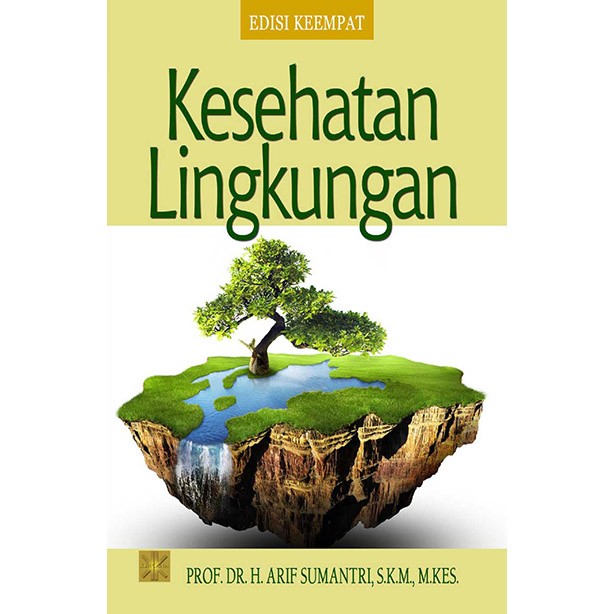 EDISI KEEMPAT
Kesehatan
Lingkungan
PROF. DR. H. ARIF SUMANTRI, S.K.M., M.KES.